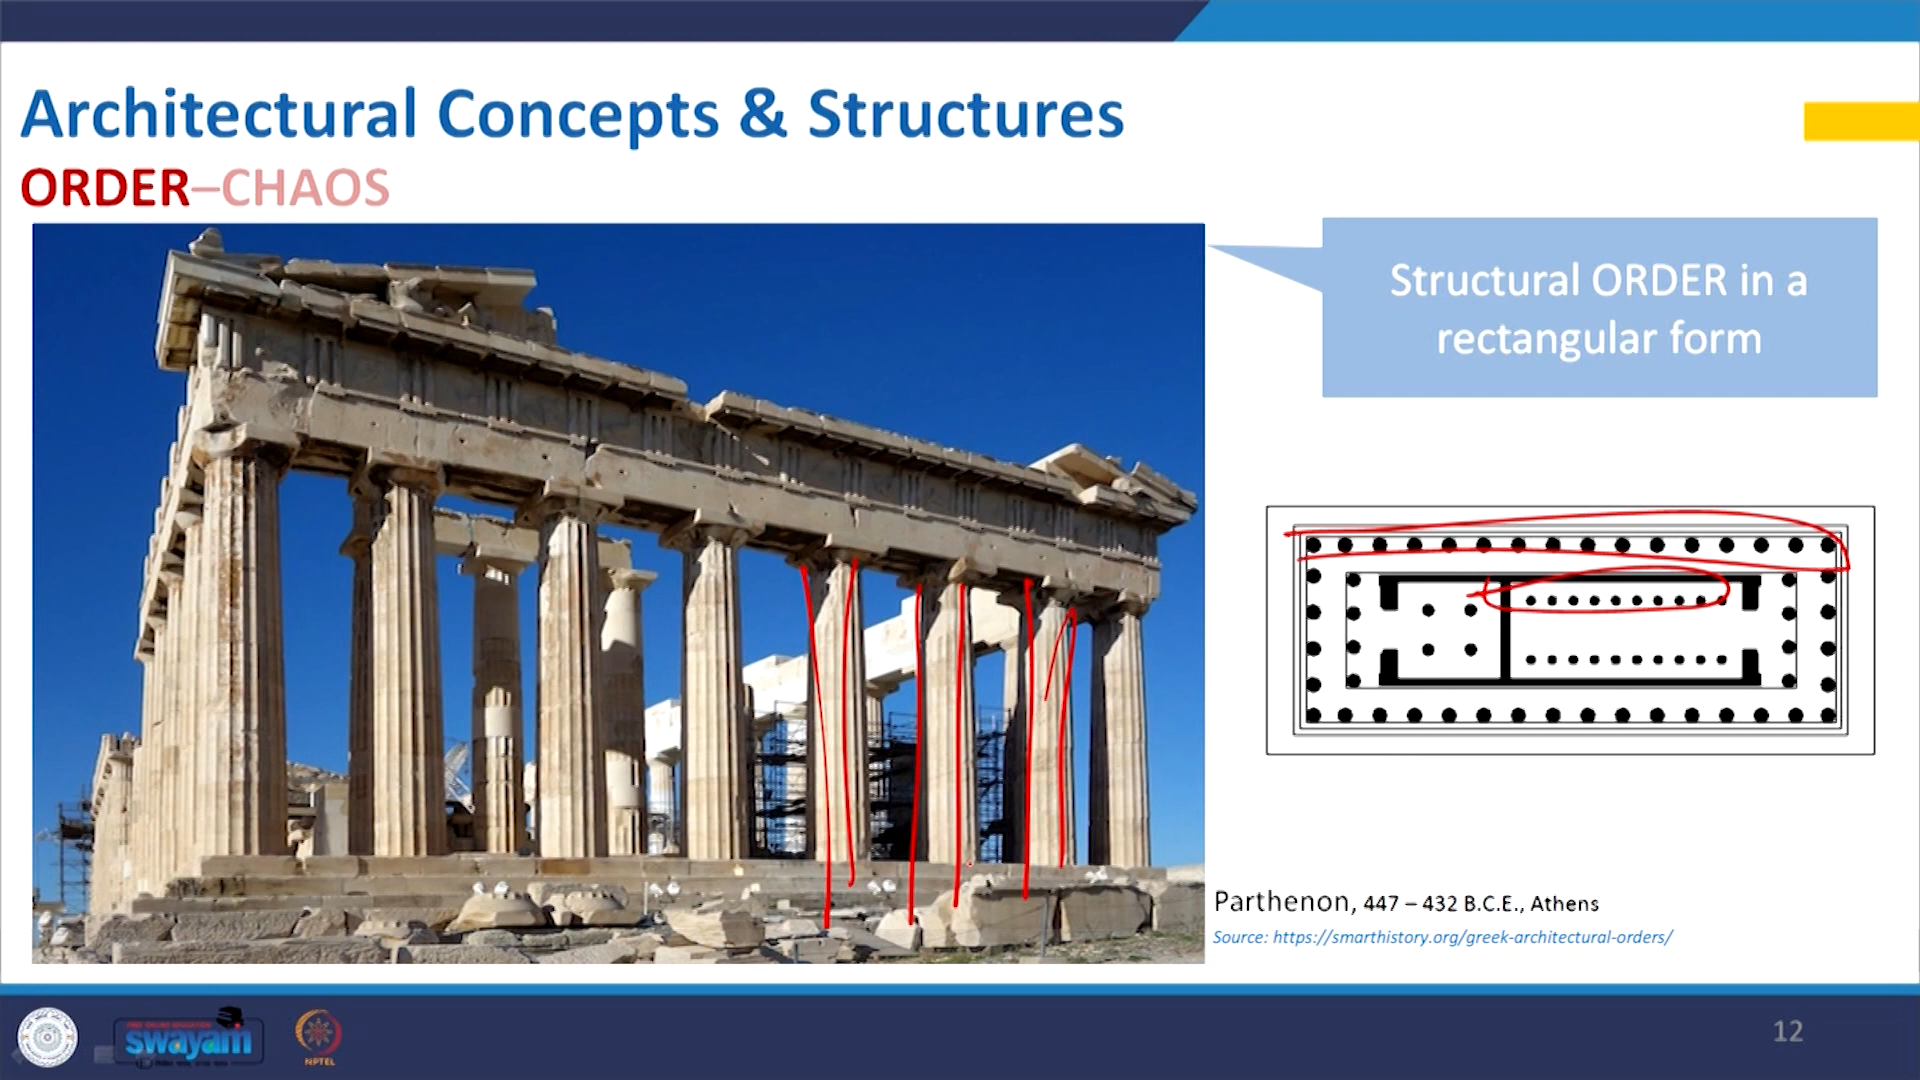 Architectural Concepts & Structures
ORDER–CHAOS
Structural ORDER in a
rectangular form
Parthenon, 447 – 432 B.C.E., Athens
Source: https://smarthistory.org/greek-architectural-orders/
swayam
NPTEL
12